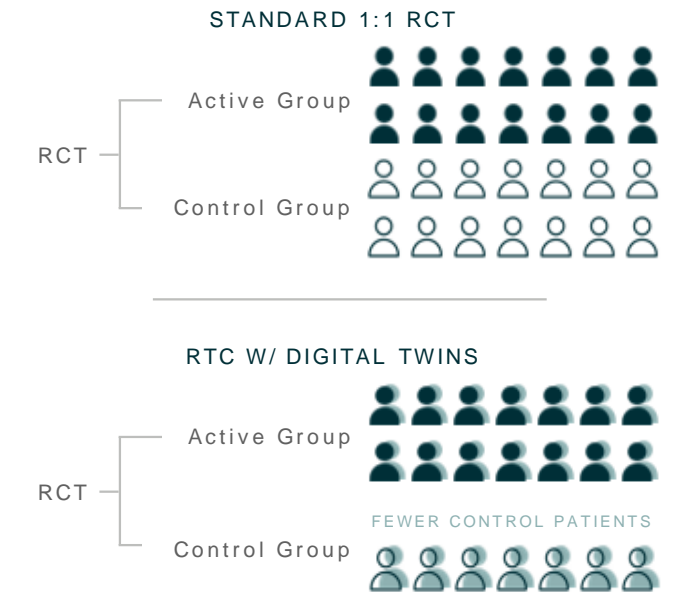 STANDARD 1:1 RCT
Active Group
RCT
Control Group
RTC W/ DIGITAL TWINS
Active Group
RCT
FEWER CONTROL PATIENTS
Control Group